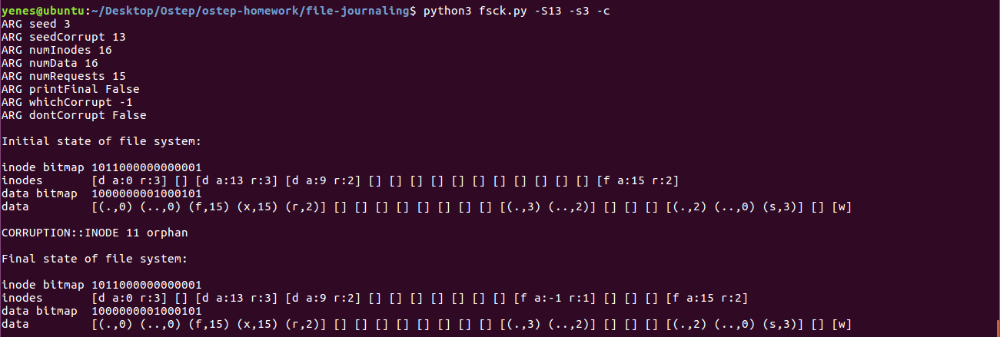 yenes@ubuntu:~/Desktop/Ostep/ostep-homework/file-journaling$ python3 fsck.py -S13 -s3 -c
ARG seed 3
ARG seedCorrupt 13
ARG numInodes 16
ARG numData 16
ARG numRequests 15
ARG printFinal False
ARG whichCorrupt -1
ARG dontCorrupt False
Initial state of file system:
inode bitmap 1011000000000001
inodes       [d a:0 r:3] [] [d a:13 r:3] [d a:9 r:2] [] [] [] [] [] [] [] [] [] [] [] [f a:15 r:2]
data bitmap  1000000001000101
data         [(.,0) (..,0) (f,15) (x,15) (r,2)] [] [] [] [] [] [] [] [] [(.,3) (..,2)] [] [] [] [(.,2) (..,0) (s,3)] [] [w]
CORRUPTION::INODE 11 orphan
Final state of file system:
inode bitmap 1011000000000001
inodes       [d a:0 r:3] [] [d a:13 r:3] [d a:9 r:2] [] [] [] [] [] [] [] [f a:-1 r:1] [] [] [] [f a:15 r:2]
data bitmap  1000000001000101
data         [(.,0) (..,0) (f,15) (x,15) (r,2)] [] [] [] [] [] [] [] [] [(.,3) (..,2)] [] [] [] [(.,2) (..,0) (s,3)] [] [w]